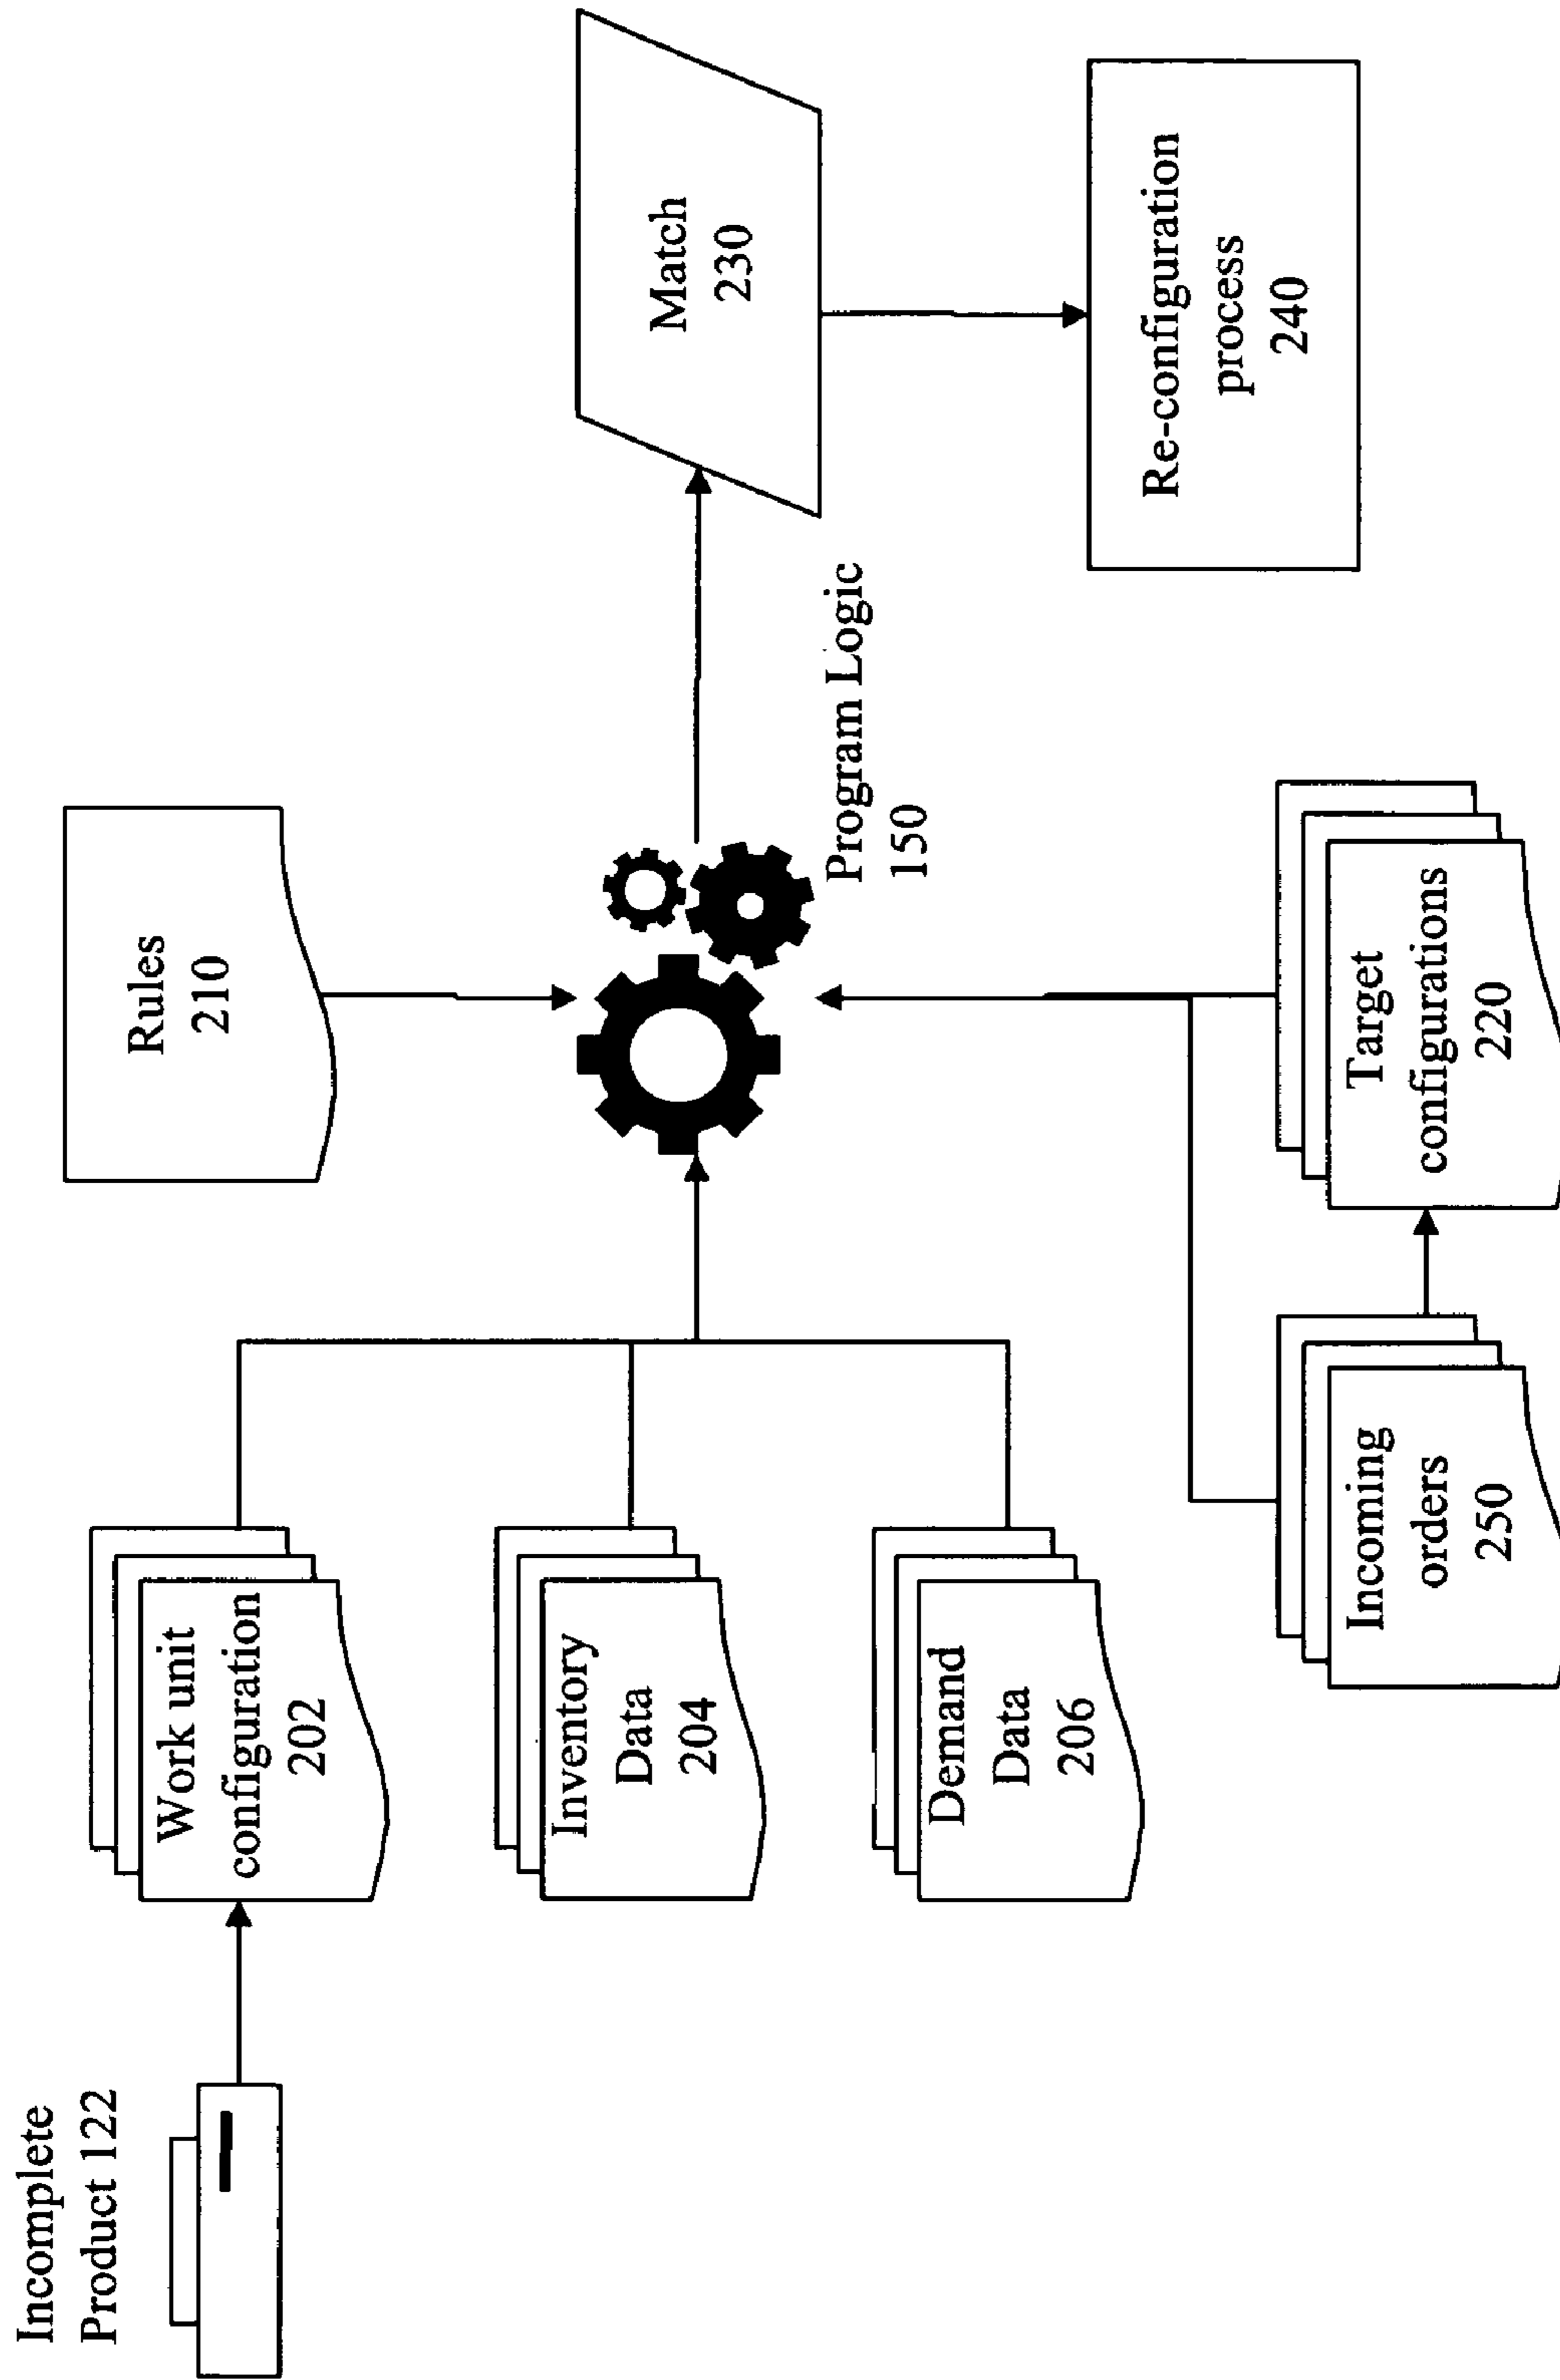 Incomplete
Product 122
Work unit
configuration
202
Inventory
Data
204
Demand
Data
206
Rules
210
Program Logic
150
Match
230
Re-configuration
process
240
Incoming
orders
250
Target
configurations
220